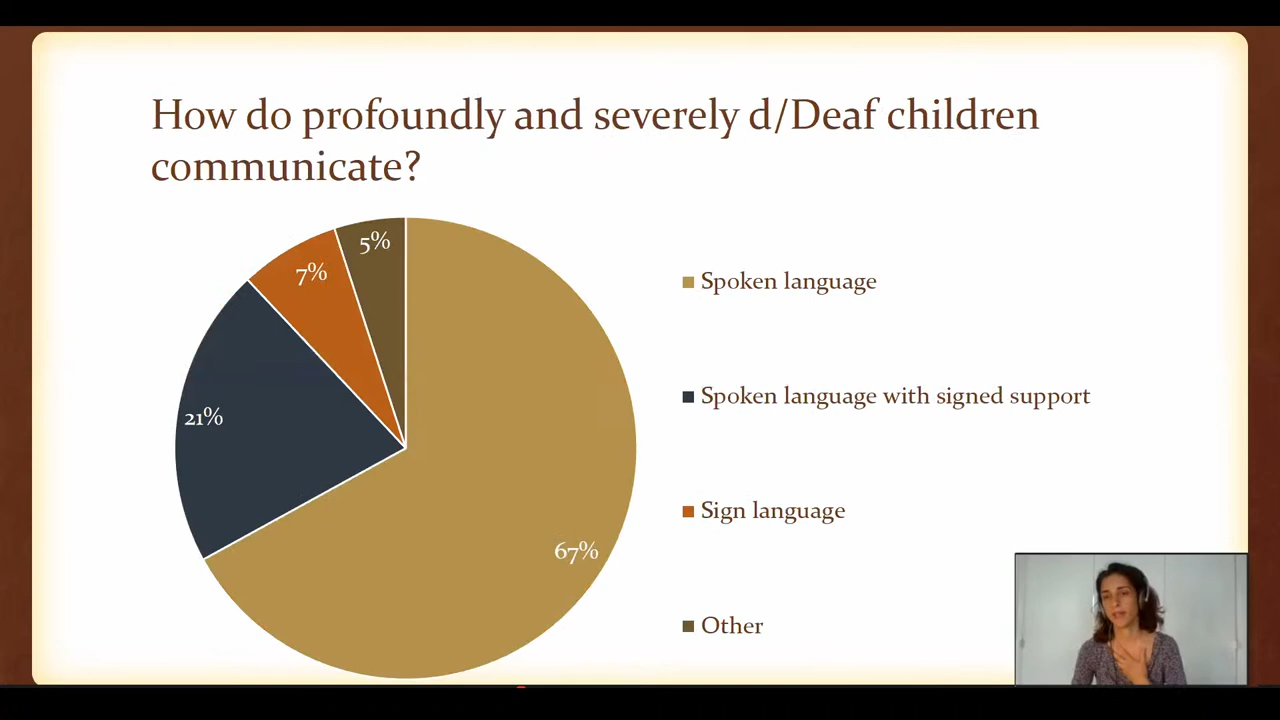 How do profoundly and severely d/Deaf children
communicate?
5%
7%
21%
67%
Spoken language
Spoken language with signed support
Sign language
Other